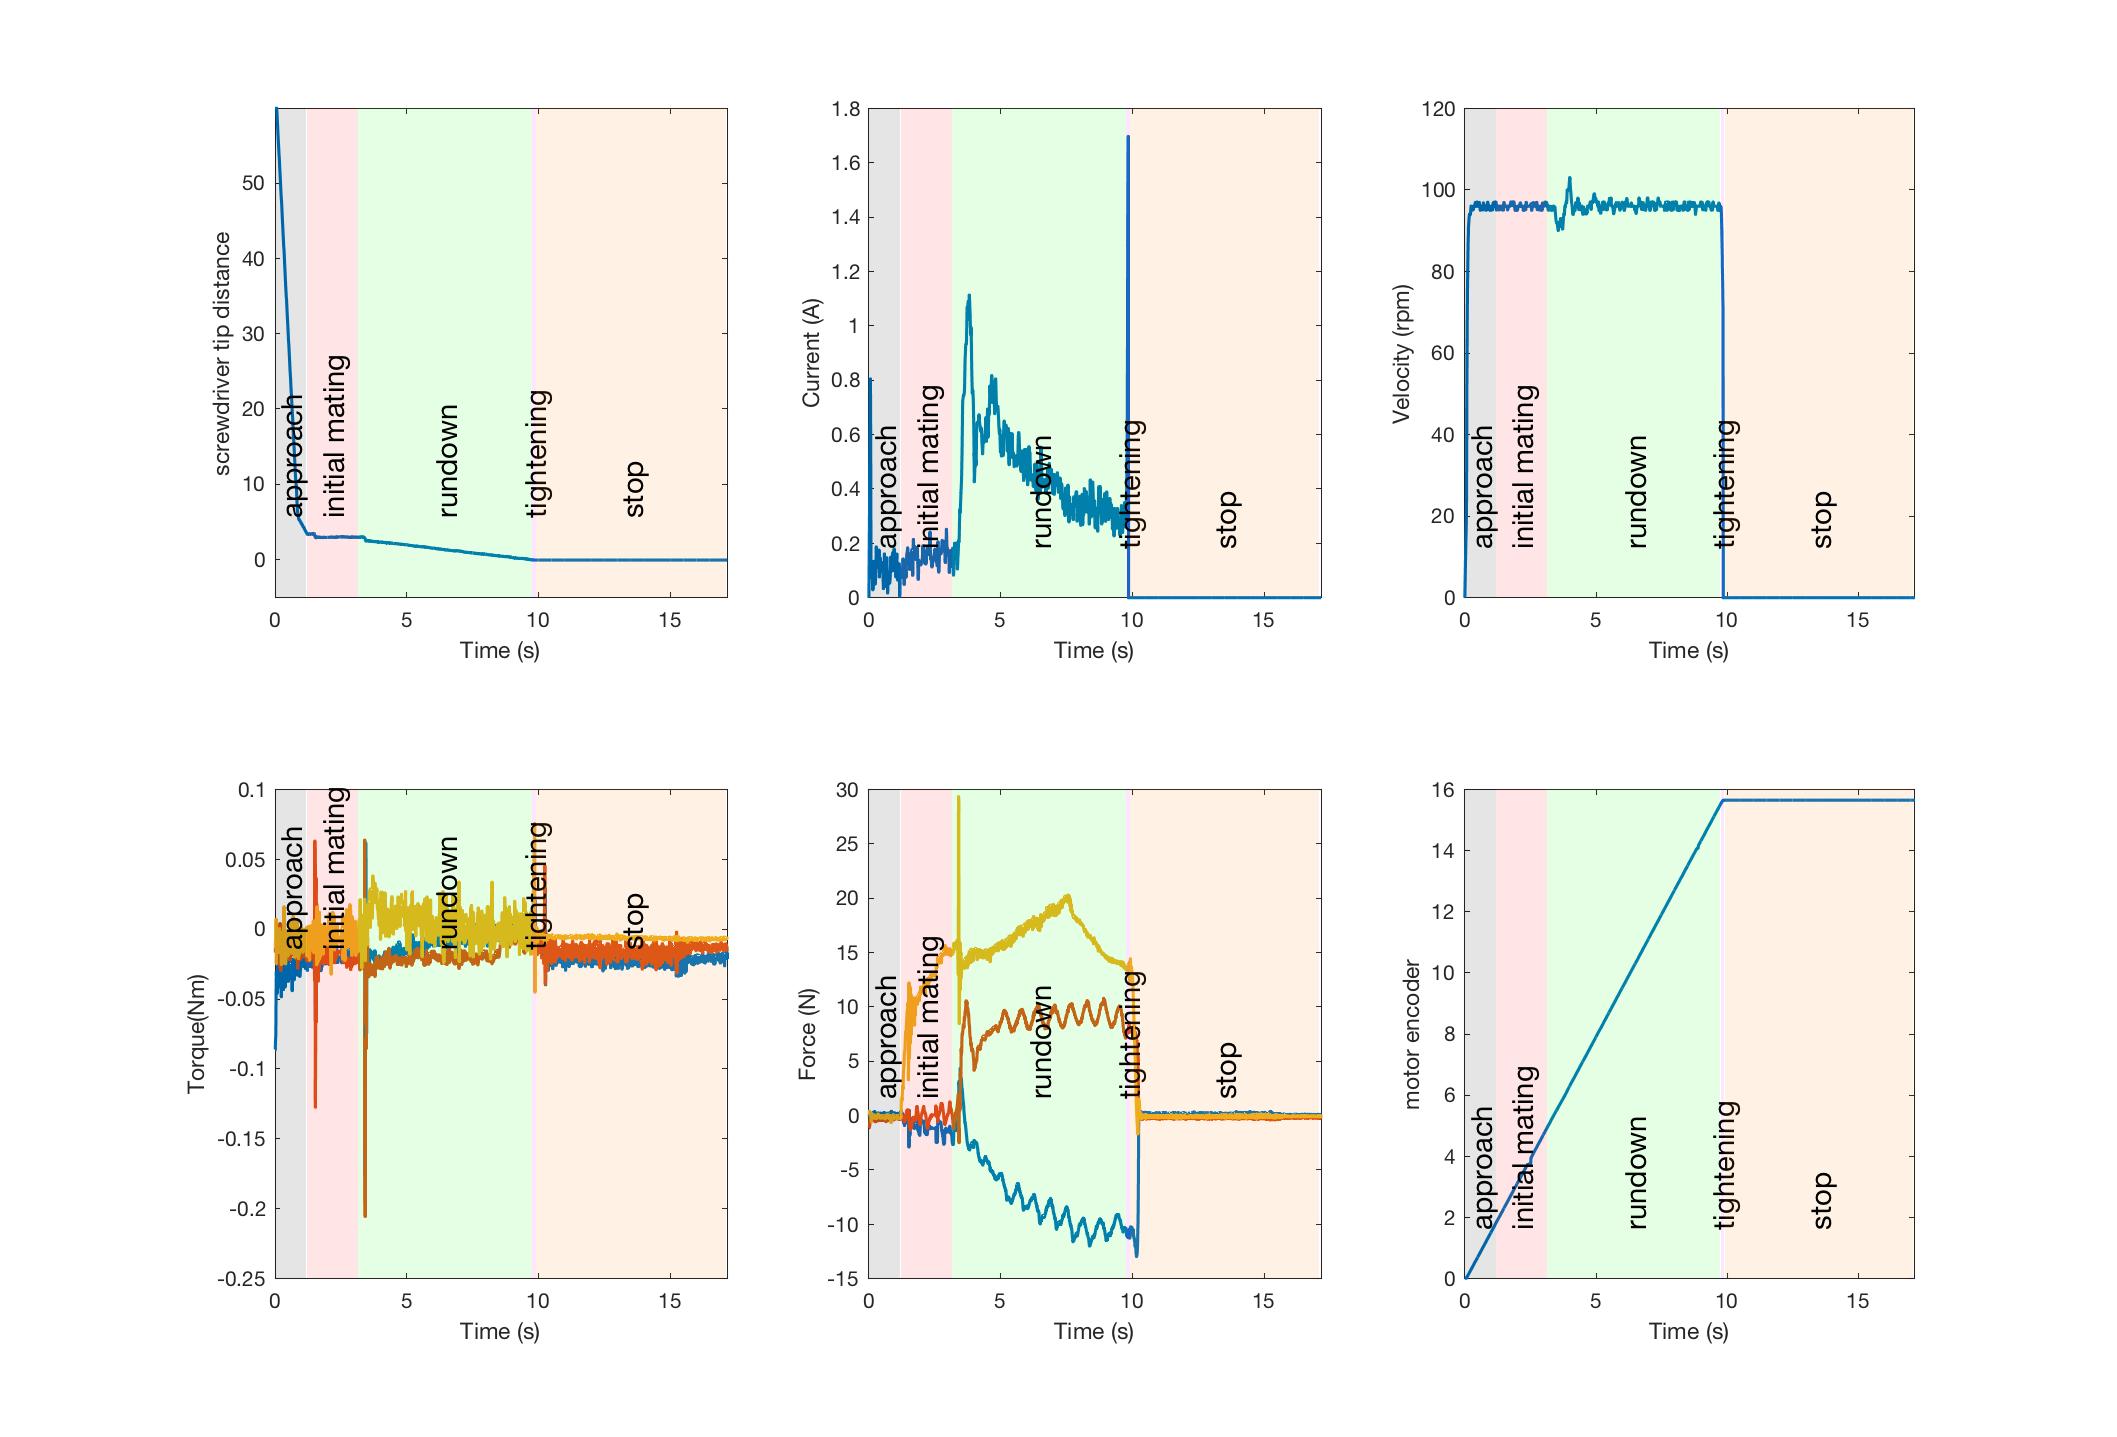 screwdriver tip distance
50
40
30
20
10
0
approach
initial mating
rundown
tightening
stop
0 5 10 15
Time (s)
Current (A)
1.8
1.6
1.4
1.2
1
0.8
0.6
0.4
0.2
0
approach
initial mating
rundown
tightening
stop
0 5 10 15
Time (s)
Velocity (rpm)
120
100
80
60
40
20
0
approach
initial mating
rundown
tightening
stop
0 5 10 15
Time (s)
Torque(Nm)
0.1
0.05
0
-0.05
-0.1
-0.15
-0.2
-0.25
approach
initial mating
rundown
tightening
stop
0 5 10 15
Time (s)
Force (N)
30
25
20
15
10
5
0
-5
-10
-15
approach
initial mating
rundown
tightening
stop
0 5 10 15
Time (s)
motor encoder
16
14
12
10
8
6
4
2
0
approach
initial mating
rundown
tightening
stop
0 5 10 15
Time (s)